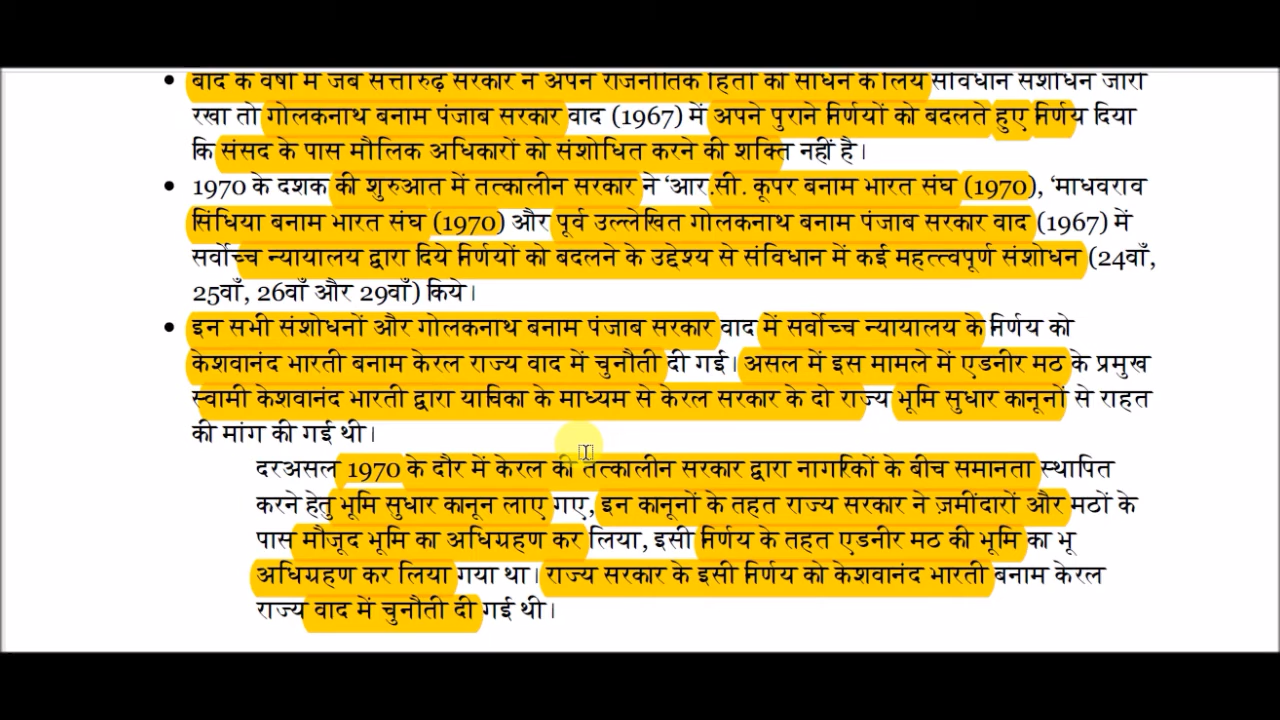 बाद के वर्षों में जब सत्तारुढ़ सरकार ने अपने राजनीतिक हितों को साधने के लिये संविधान संशोधन जारी
रखा तो गोलकनाथ बनाम पंजाब सरकार वाद (1967) में अपने पुराने निर्णयों को बदलते हुए निर्णय दिया
कि संसद के पास मौलिक अधिकारों को संशोधित करने की शक्ति नहीं है।
1970 के दशक की शुरुआत में तत्कालीन सरकार ने ‘आर.सी. कूपर बनाम भारत संघ (1970), ‘माधवराव
सिंधिया बनाम भारत संघ (1970) और पूर्व उल्लेखित गोलकनाथ बनाम पंजाब सरकार वाद (1967) में
सर्वोच्च न्यायालय द्वारा दिये निर्णयों को बदलने के उद्देश्य से संविधान में कई महत्त्वपूर्ण संशोधन (24वाँ,
25वाँ, 26वाँ और 29वाँ) किये।
इन सभी संशोधनों और गोलकनाथ बनाम पंजाब सरकार वाद में सर्वोच्च न्यायालय के निर्णय को
केशवानंद भारती बनाम केरल राज्य वाद में चुनौती दी गई। असल में इस मामले में एडनीर मठ के प्रमुख
स्वामी केशवानंद भारती द्वारा याचिका के माध्यम से केरल सरकार के दो राज्य भूमि सुधार कानूनों से राहत
की मांग की गई थी।
दरअसल 1970 के दौर में केरल की तत्कालीन सरकार द्वारा नागरिकों के बीच समानता स्थापित
करने हेतु भूमि सुधार कानून लाए गए, इन कानूनों के तहत राज्य सरकार ने ज़मींदारों और मठों के
पास मौजूद भूमि का अधिग्रहण कर लिया, इसी निर्णय के तहत एडनीर मठ की भूमि का भू
अधिग्रहण कर लिया गया था। राज्य सरकार के इसी निर्णय को केशवानंद भारती बनाम केरल
राज्य वाद में चुनौती दी गई थी।